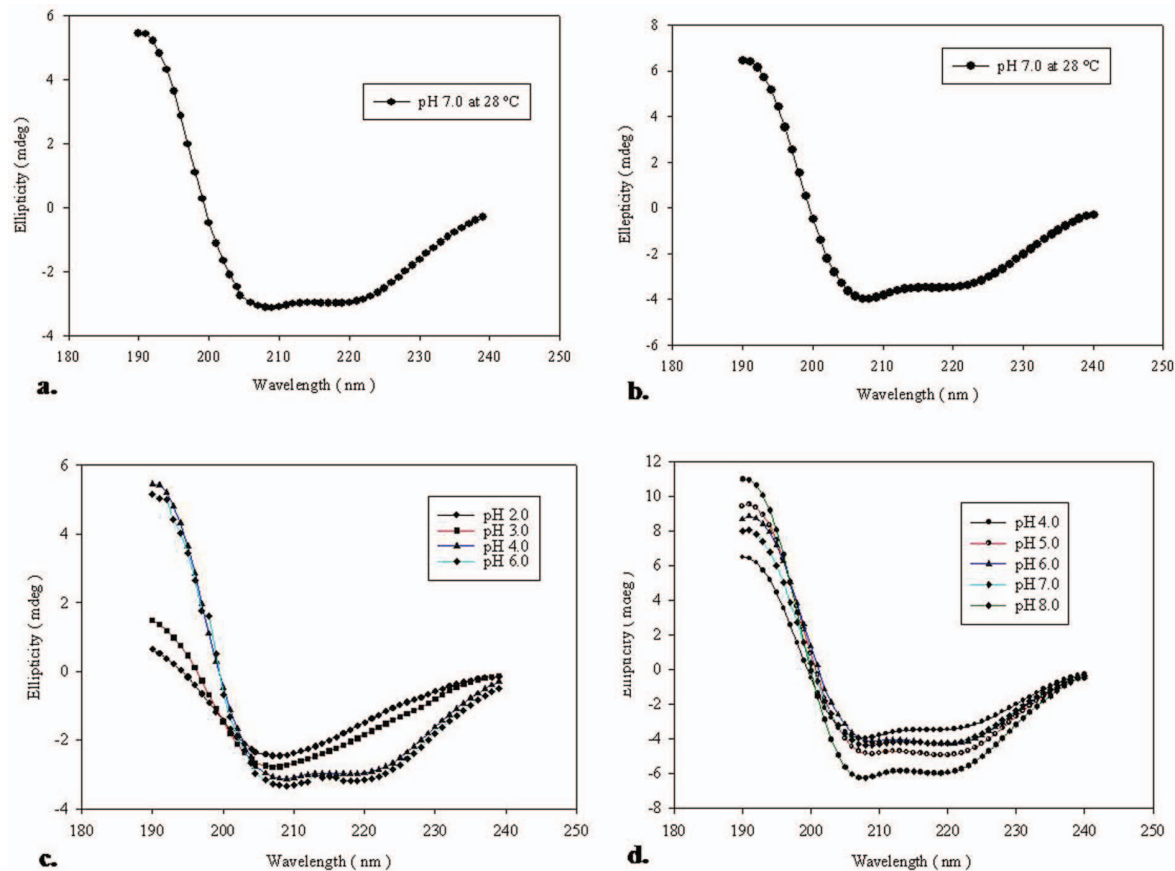 6
4
2
0
-2
-4
180 190 200 210 220 230 240 250
Ellipticity ( mdeg )
Wavelength ( nm )
pH 7.0 at 28 ºC
a.
8
6
4
2
0
-2
-4
-6
180 190 200 210 220 230 240 250
Ellepticity ( mdeg )
Wavelength ( nm )
pH 7.0 at 28 ºC
b.
6
4
2
0
-2
-4
180 190 200 210 220 230 240 250
Ellipticity ( mdeg )
Wavelength ( nm )
pH 2.0
pH 3.0
pH 4.0
pH 6.0
c.
12
10
8
6
4
2
0
-2
-4
-6
-8
180 190 200 210 220 230 240 250
Ellipticity ( mdeg )
Wavelength ( nm )
pH 4.0
pH 5.0
pH 6.0
pH 7.0
pH 8.0
d.